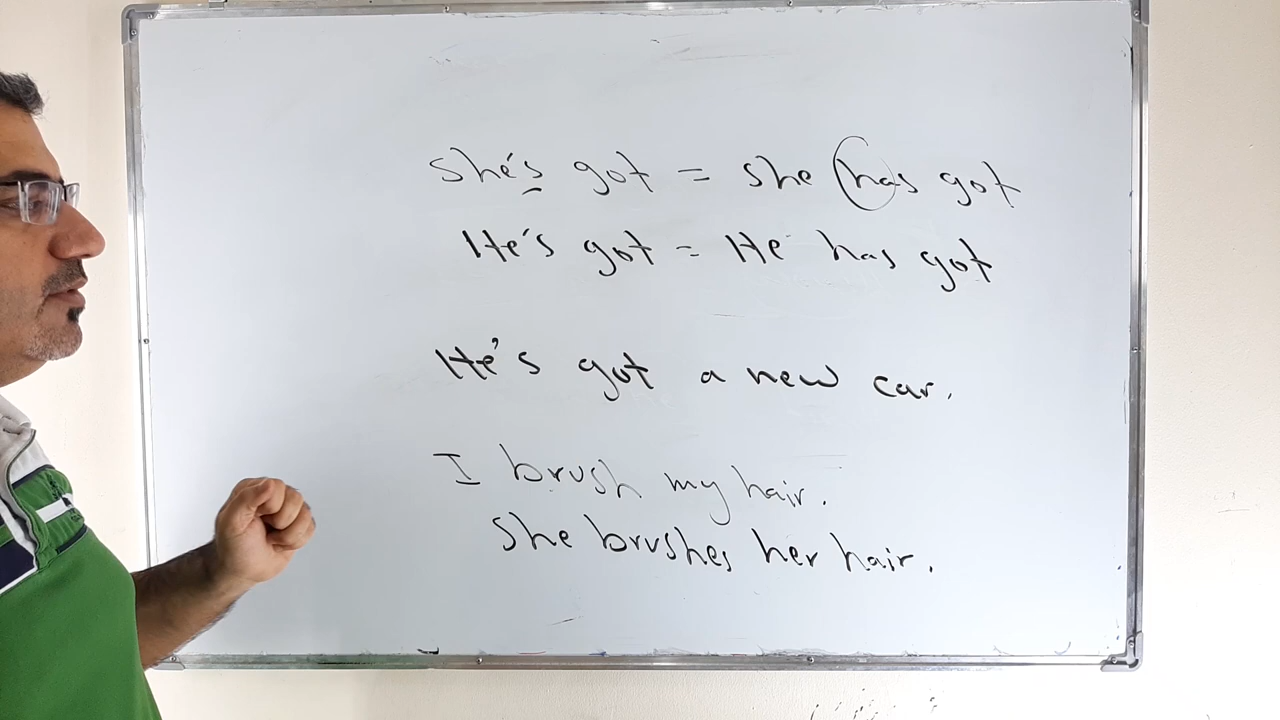 she's got = she has got
He's got = He has got
He's got a new car.
I brush my hair.
She brushes her hair.